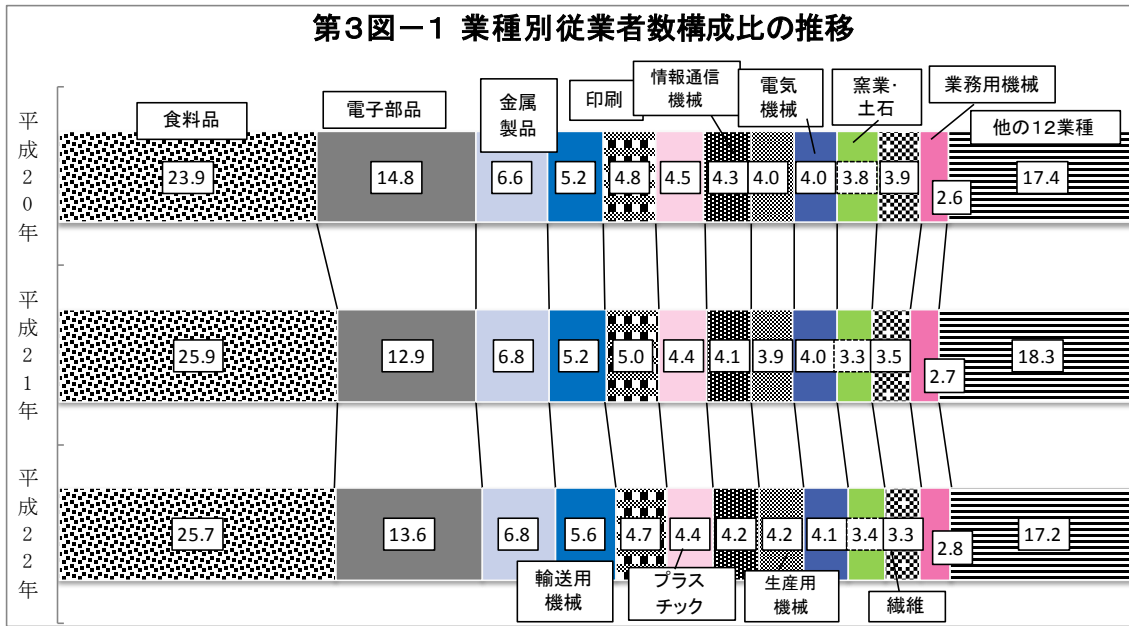 第3図－1 業種別従業者数構成比の推移
食料品
電子部品
金属
製品
印刷
情報通信
機械
電気
機械
窯業・
土石
業務用機械
他の12業種
平成20年
23.9
14.8
6.6
5.2
4.8
4.5
4.3
4.0
4.0
3.8
3.9
2.6
17.4
平成21年
25.9
12.9
6.8
5.2
5.0
4.4
4.1
3.9
4.0
3.3
3.5
2.7
18.3
平成22年
25.7
13.6
6.8
5.6
4.7
4.4
4.2
4.2
4.1
3.4
3.3
2.8
17.2
輸送用
機械
プラス
チック
生産用
機械
繊維